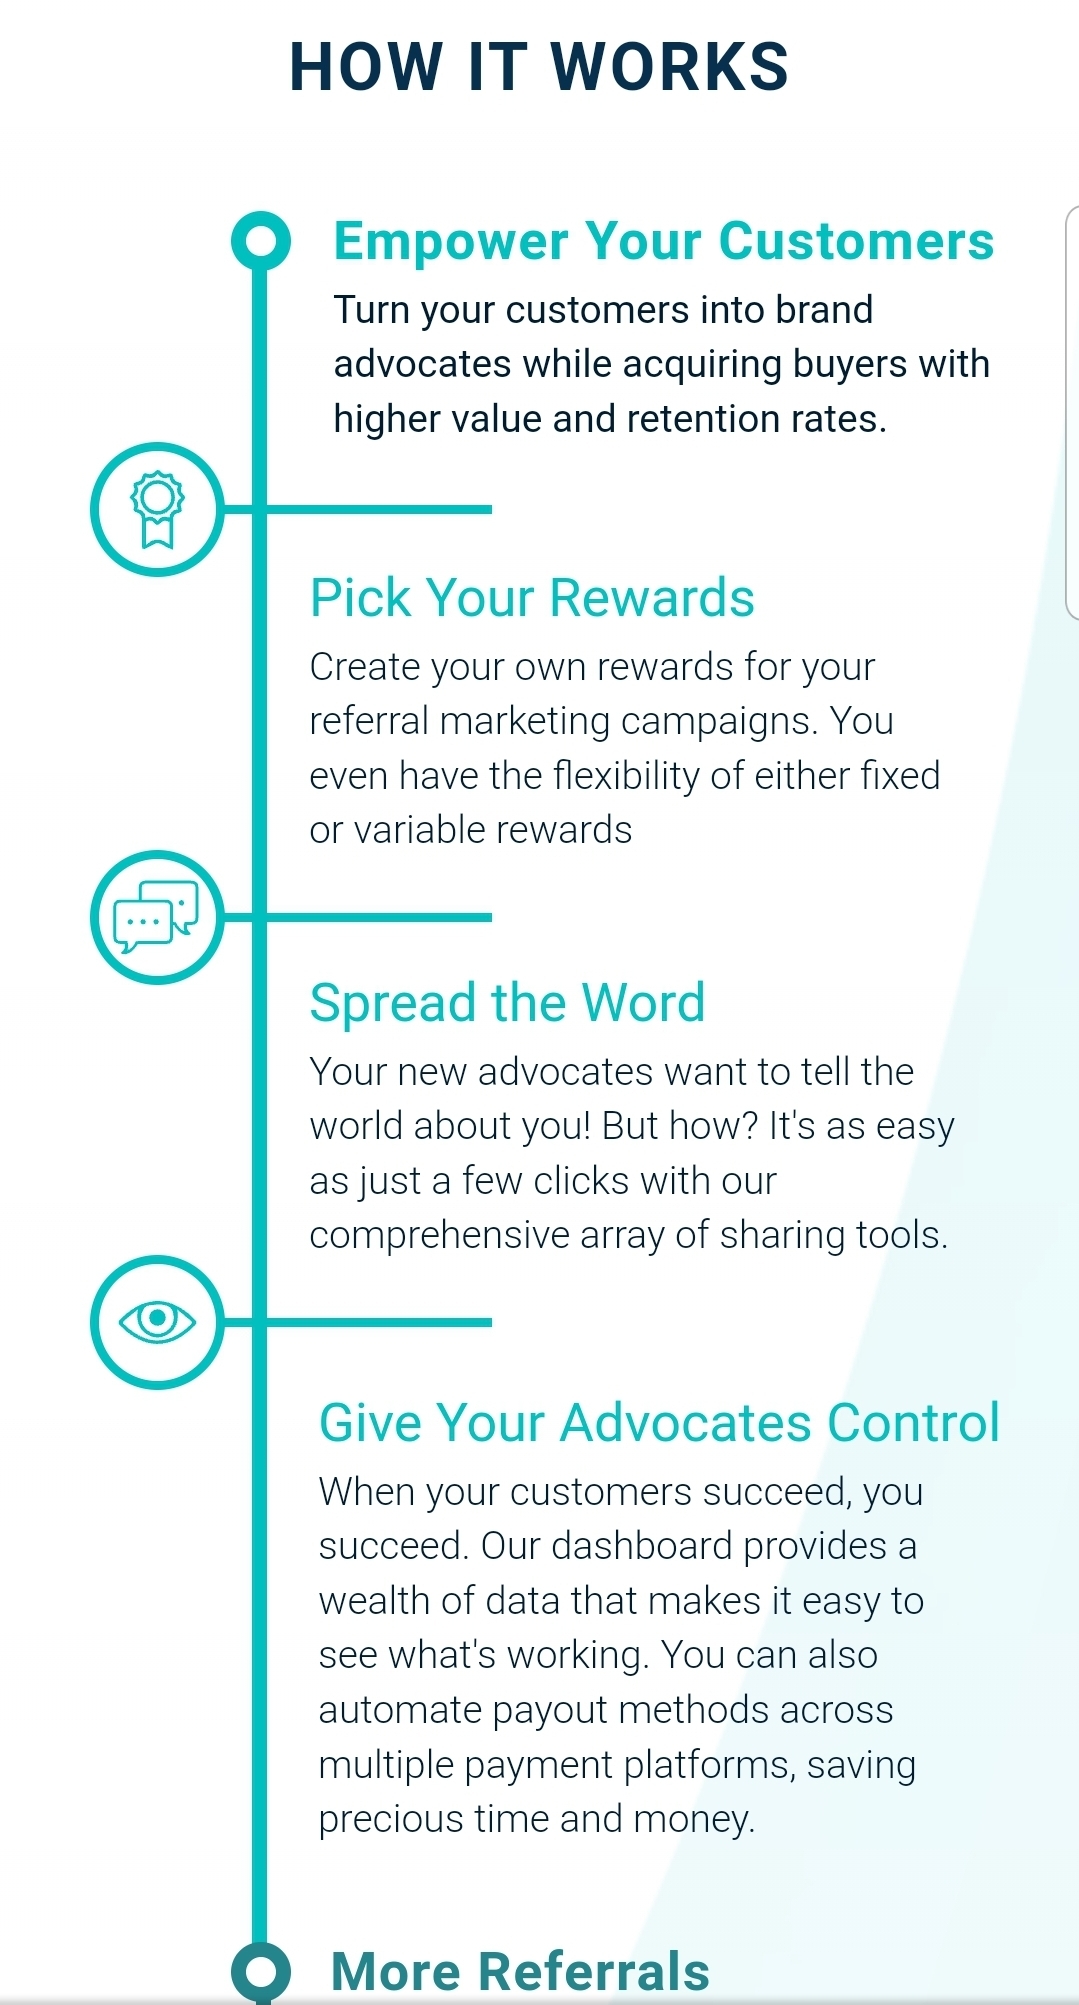 HOW IT WORKS
Empower Your Customers
Turn your customers into brand
advocates while acquiring buyers with
higher value and retention rates.
Pick Your Rewards
Create your own rewards for your
referral marketing campaigns. You
even have the flexibility of either fixed
or variable rewards
Spread the Word
Your new advocates want to tell the
world about you! But how? It's as easy
as just a few clicks with our
comprehensive array of sharing tools.
Give Your Advocates Control
When your customers succeed, you
succeed. Our dashboard provides a
wealth of data that makes it easy to
see what's working. You can also
automate payout methods across
multiple payment platforms, saving
precious time and money.
More Referrals